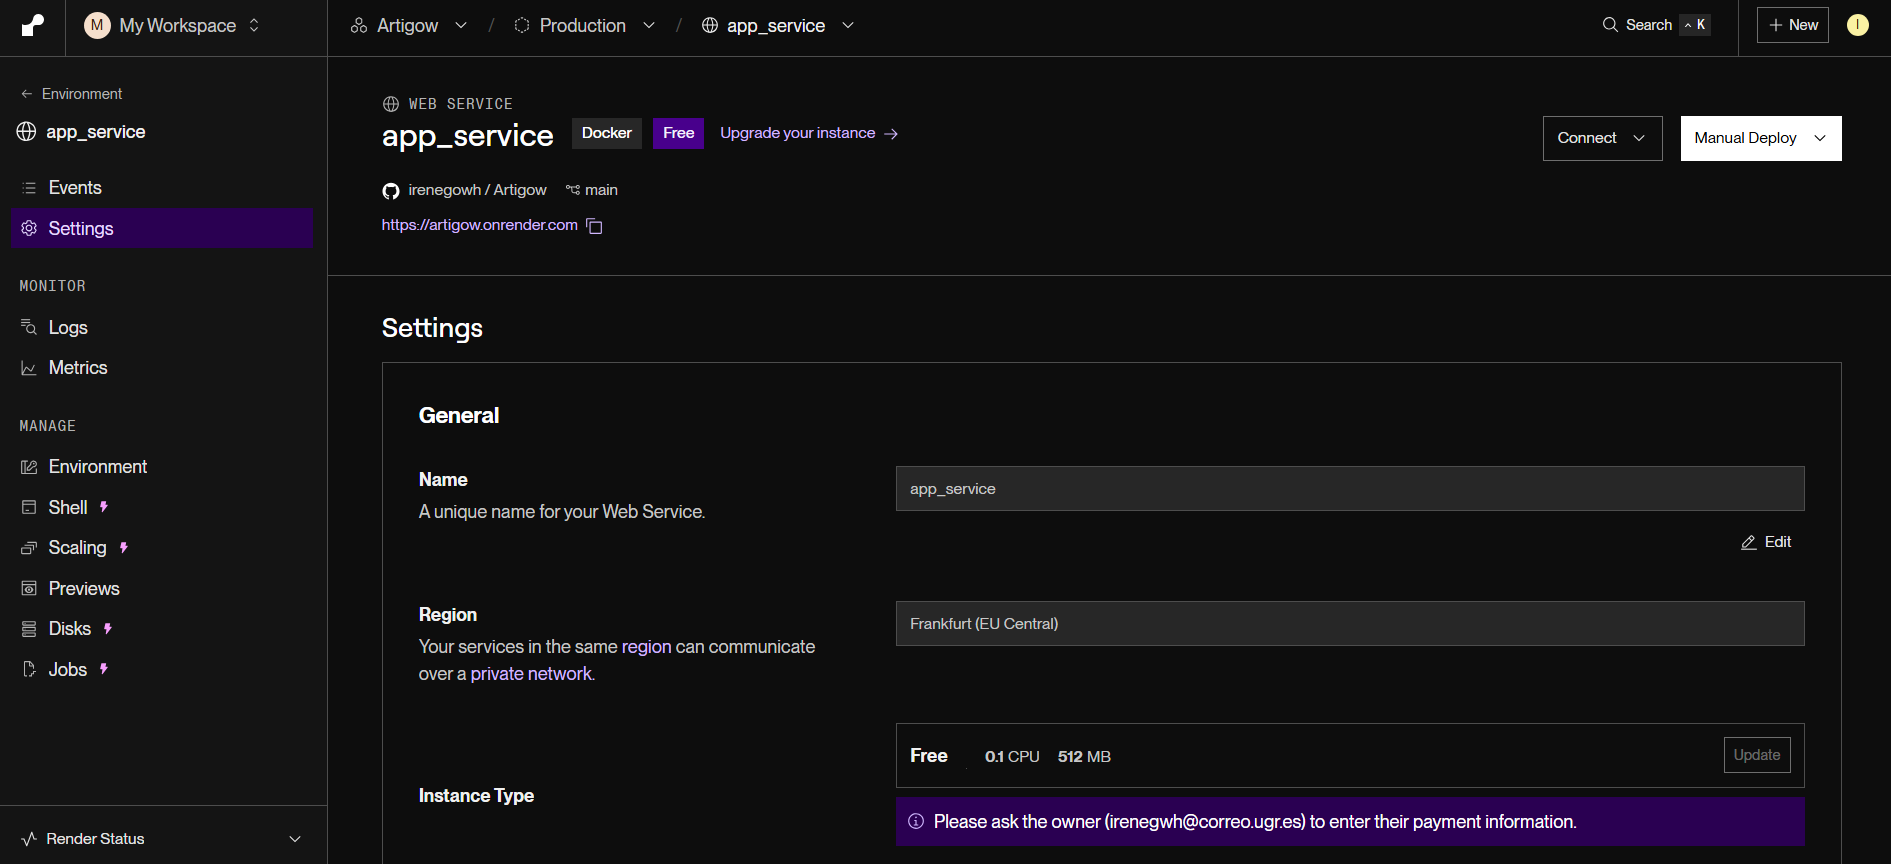 M My Workspace
Artigow / Production / app_service
Search ^ K
+ New
I
← Environment
app_service
Events
Settings
MONITOR
Logs
Metrics
MANAGE
Environment
Shell
Scaling
Previews
Disks
Jobs
Render Status
WEB SERVICE
app_service Docker Free Upgrade your instance →
Connect
Manual Deploy
irenegowh / Artigow main
https://artigow.onrender.com
Settings
General
Name
A unique name for your Web Service.
app_service
Edit
Region
Your services in the same region can communicate
over a private network.
Frankfurt (EU Central)
Instance Type
Free 0.1 CPU 512 MB
Update
Please ask the owner (irenegwh@correo.ugr.es) to enter their payment information.